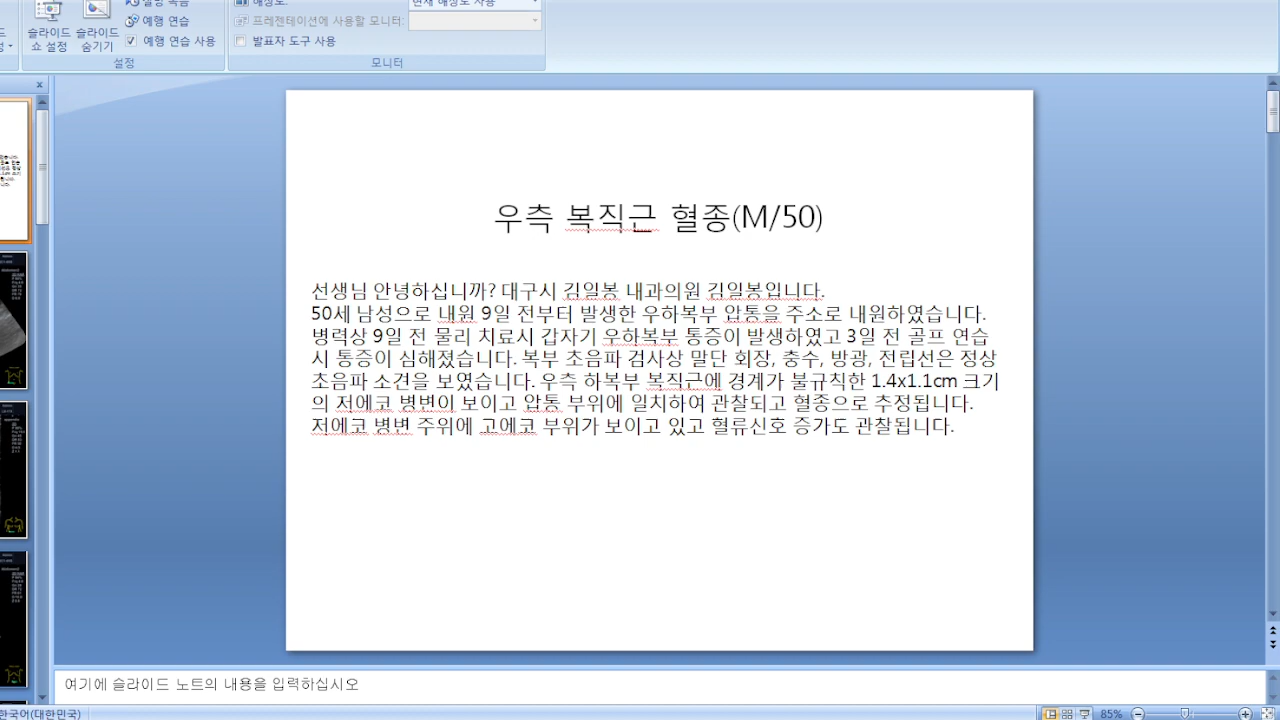 슬라이드
쇼 설정
슬라이드
숨기기
예행 연습
예행 연습 사용
설정
해상도:
현재 해상도 사용
프레젠테이션에 사용할 모니터:
발표자 도구 사용
모니터
우측 복직근 혈종(M/50)
선생님 안녕하십니까? 대구시 김일봉 내과의원 김일봉입니다.
50세 남성으로 내원 9일 전부터 발생한 우하복부 압통을 주소로 내원하였습니다.
병력상 9일 전 물리 치료시 갑자기 우하복부 통증이 발생하였고 3일 전 골프 연습
시 통증이 심해졌습니다. 복부 초음파 검사상 말단 회장, 충수, 방광, 전립선은 정상
초음파 소견을 보였습니다. 우측 하복부 복직근에 경계가 불규칙한 1.4x1.1cm 크기
의 저에코 병변이 보이고 압통 부위에 일치하여 관찰되고 혈종으로 추정됩니다.
저에코 병변 주위에 고에코 부위가 보이고 있고 혈류신호 증가도 관찰됩니다.
여기에 슬라이드 노트의 내용을 입력하십시오
한국어(대한민국)
85%